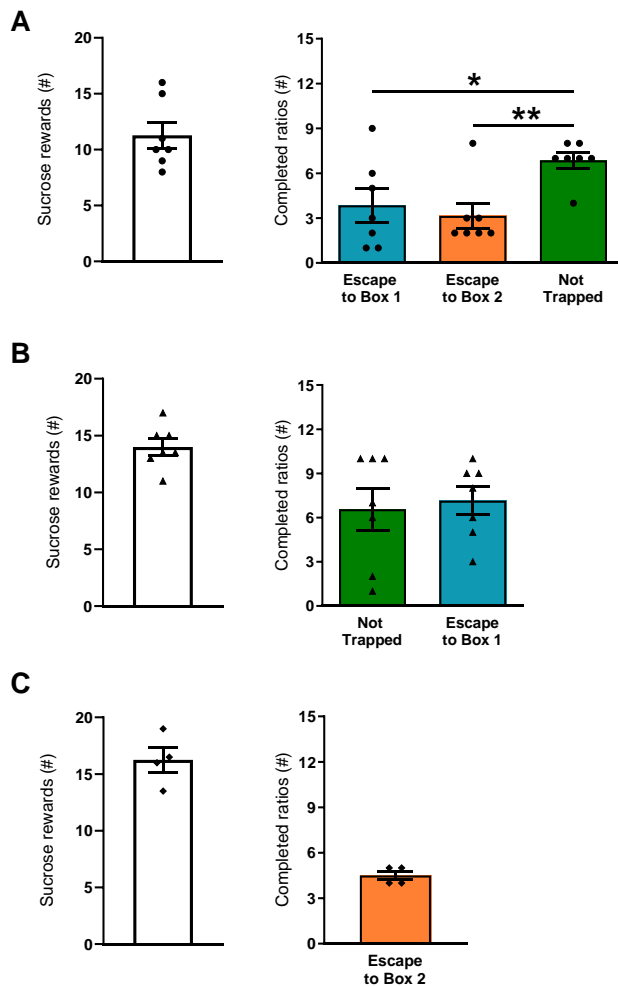 A
Sucrose rewards (#)
20
15
10
5
0
Completed ratios (#)
15
12
9
6
3
0
*
**
Escape
to Box 1
Escape
to Box 2
Not
Trapped
B
Sucrose rewards (#)
20
15
10
5
0
Completed ratios (#)
15
12
9
6
3
0
Not
Trapped
Escape
to Box 1
C
Sucrose rewards (#)
20
15
10
5
0
Completed ratios (#)
15
12
9
6
3
0
Escape
to Box 2